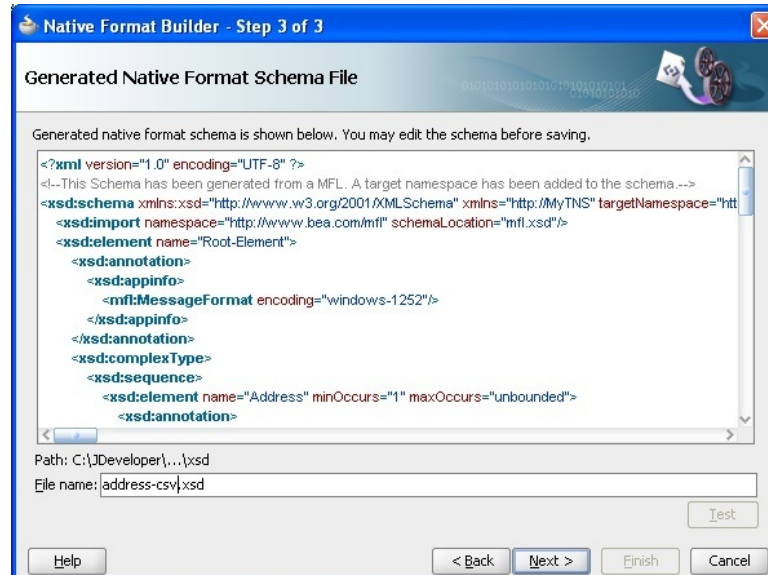 Native Format Builder - Step 3 of 3
Generated Native Format Schema File
Generated native format schema is shown below. You may edit the schema before saving.
<?xml version="1.0" encoding="UTF-8" ?>
<!--This Schema has been generated from a MFL. A target namespace has been added to the schema.-->
<xsd:schema xmlns:xsd="http://www.w3.org/2001/XMLSchema" xmlns="http://MyTNS" targetNamespace="htt
<xsd:import namespace="http://www.bea.com/mfl" schemaLocation="mfl.xsd"/>
<xsd:element name="Root-Element">
<xsd:annotation>
<xsd:appinfo>
<mfl:MessageFormat encoding="windows-1252"/>
</xsd:appinfo>
</xsd:annotation>
<xsd:complexType>
<xsd:sequence>
<xsd:element name="Address" minOccurs="1" maxOccurs="unbounded">
<xsd:annotation>
Path: C:\JDeveloper\...\xsd
File name: address-csv.xsd
Test
Help < Back Next > Finish Cancel